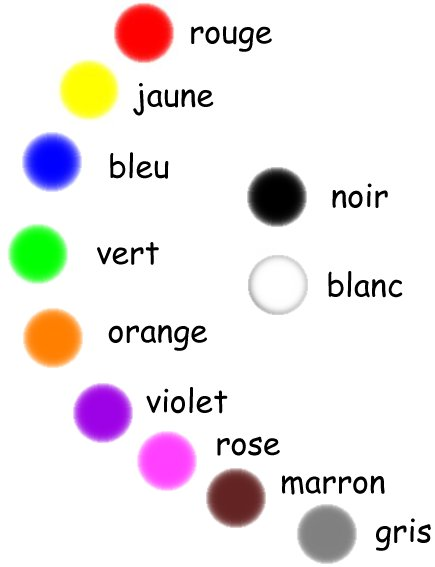 rouge
jaune
bleu
noir
vert
blanc
orange
violet
rose
marron
gris